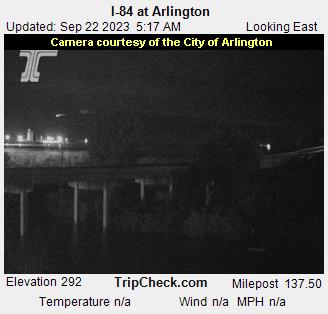 I-84 at Arlington
Updated: Sep 22 2023 5:17 AM Looking East
Camera courtesy of the City of Arlington
Elevation 292 TripCheck.com Milepost 137.50
Temperature n/a Wind n/a MPH n/a